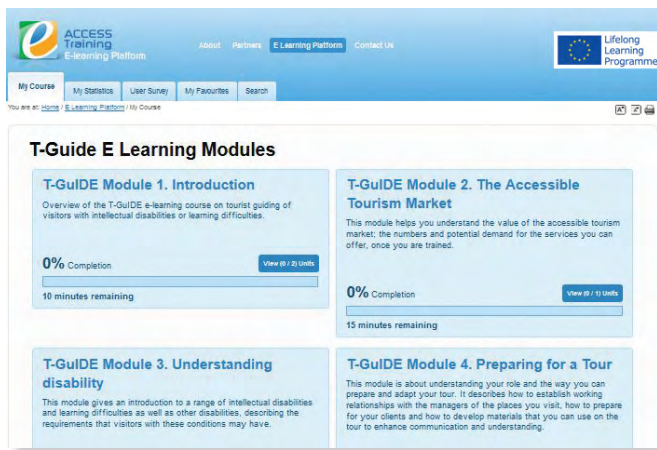 ACCESS
Training
E-learning Platform
About Partners E Learning Platform Contact Us
Lifelong
Learning
Programme
My Course My Statistics User Survey My Favourites Search
You are at: Home / E Learning Platform / My Course
T-Guide E Learning Modules
T-GuIDE Module 1. Introduction
Overview of the T-GuIDE e-learning course on tourist guiding of
visitors with intellectual disabilities or learning difficulties.
0% Completion View (0 / 2) Units
10 minutes remaining
T-GuIDE Module 2. The Accessible
Tourism Market
This module helps you understand the value of the accessible tourism
market; the numbers and potential demand for the services you can
offer, once you are trained.
0% Completion View (0 / 1) Units
15 minutes remaining
T-GuIDE Module 3. Understanding
disability
This module gives an introduction to a range of intellectual disabilities
and learning difficulties as well as other disabilities, describing the
requirements that visitors with these conditions may have.
T-GuIDE Module 4. Preparing for a Tour
This module is about understanding your role and the way you can
prepare and adapt your tour. It describes how to establish working
relationships with the managers of the places you visit, how to prepare
for your clients and how to develop materials that you can use on the
tour to enhance communication and understanding.